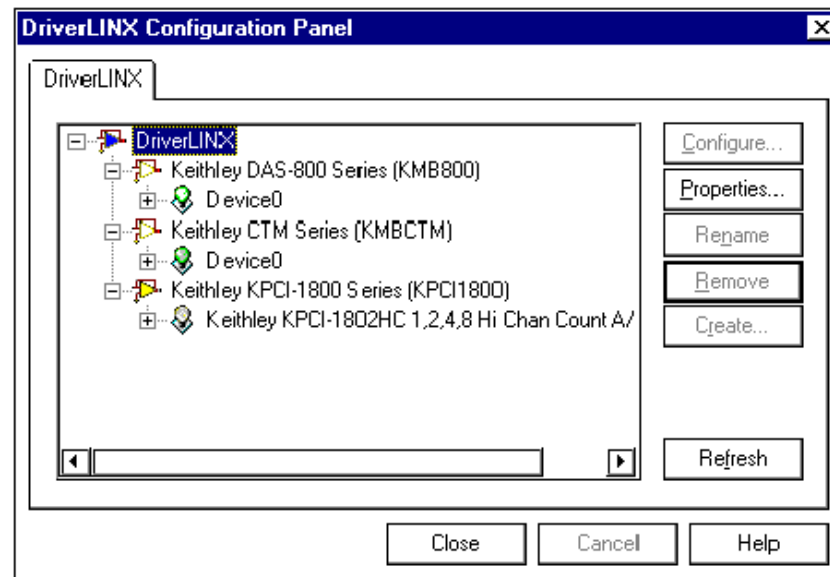 DriverLINX Configuration Panel
DriverLINX
DriverLINX
Keithley DAS-800 Series (KMB800)
Device0
Keithley CTM Series (KMBCTM)
Device0
Keithley KPCI-1800 Series (KPCI1800)
Keithley KPCI-1802HC 1,2,4,8 Hi Chan Count A/
Configure...
Properties...
Rename
Remove
Create...
Refresh
Close
Cancel
Help